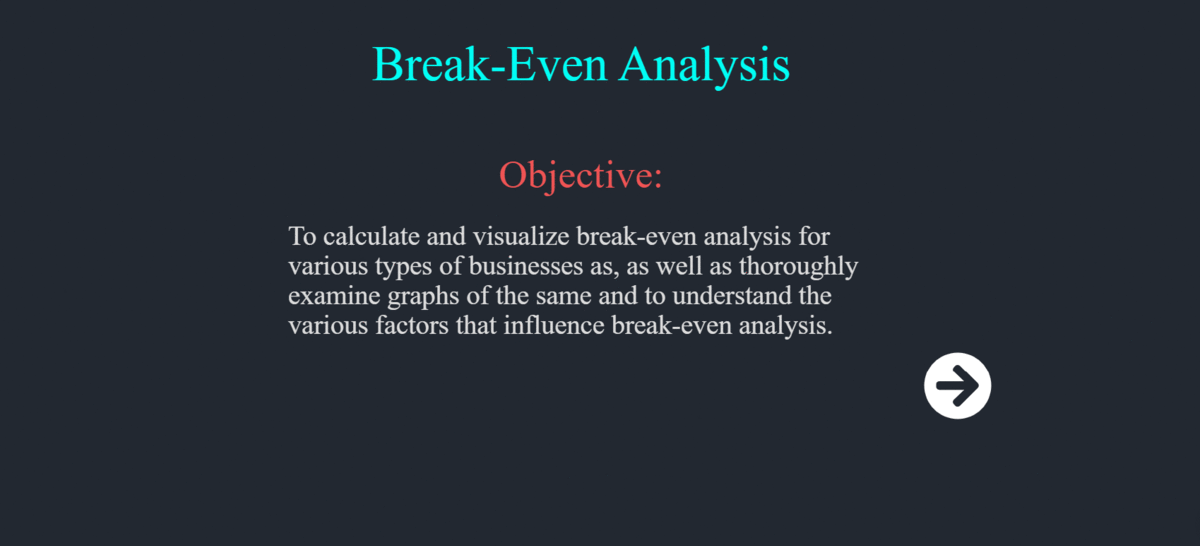 Break-Even Analysis
Objective:
To calculate and visualize break-even analysis for
various types of businesses as, as well as thoroughly
examine graphs of the same and to understand the
various factors that influence break-even analysis.